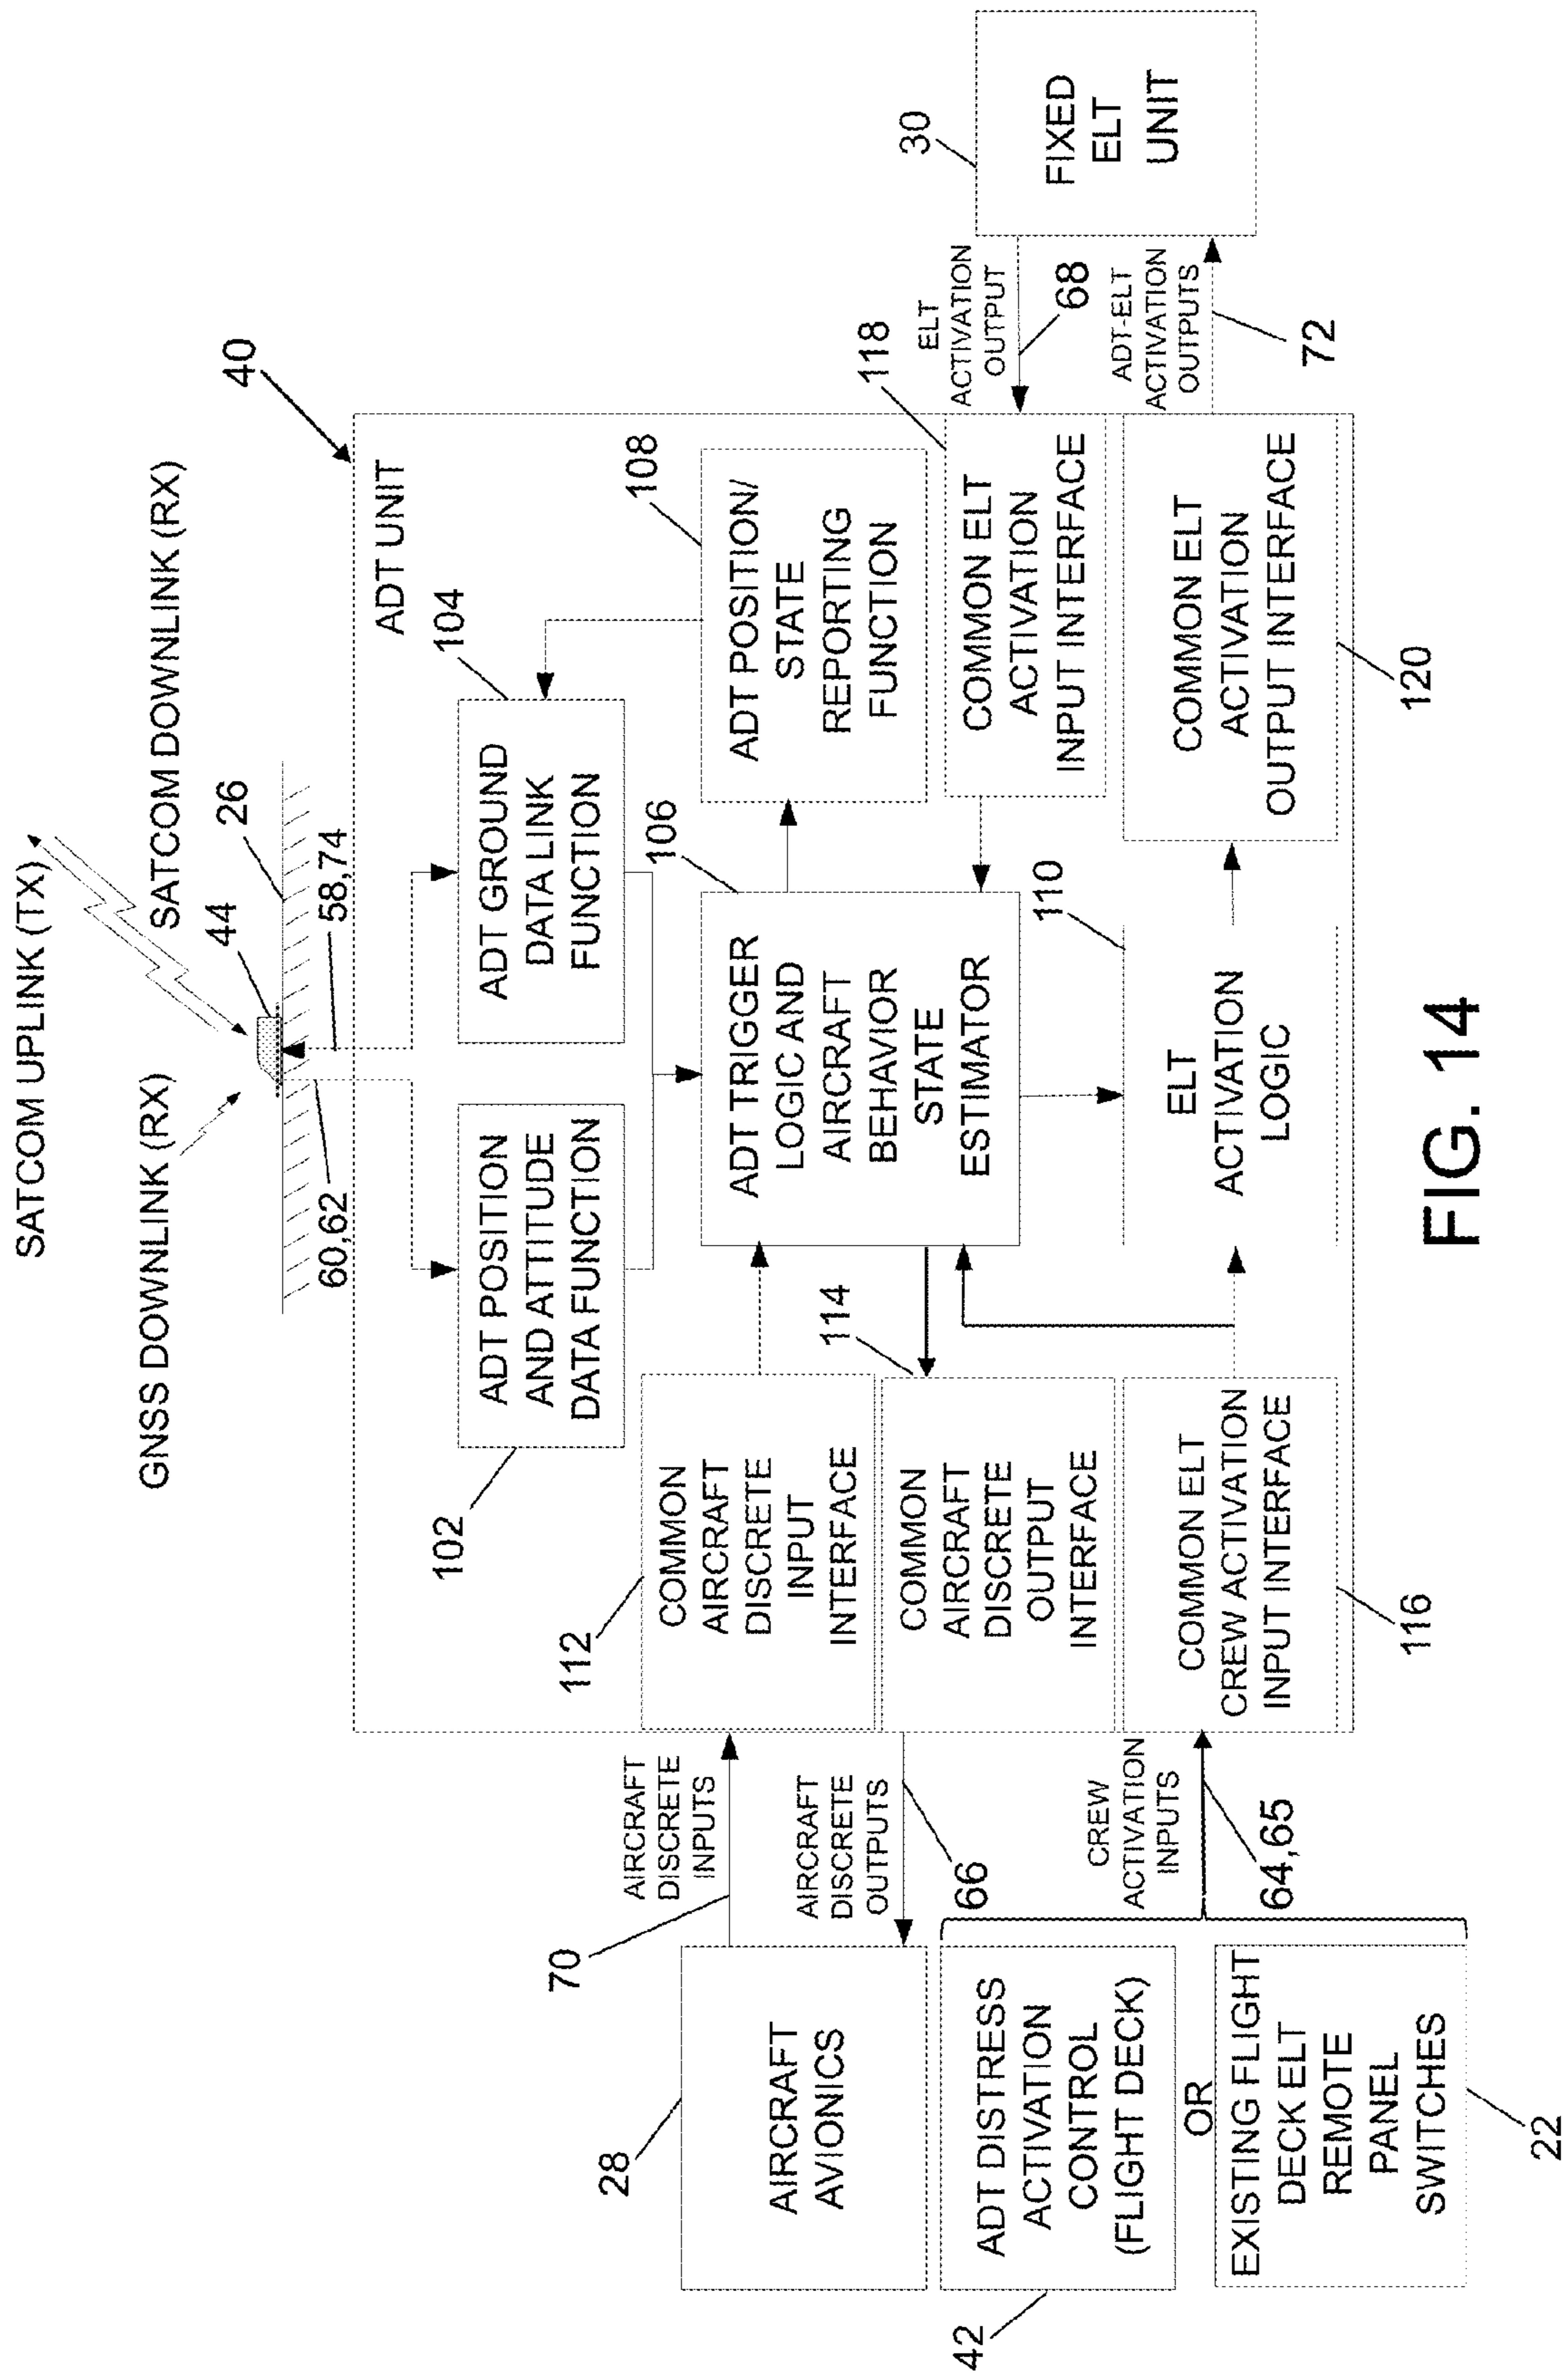 SATCOM UPLINK (TX)
GNSS DOWNLINK (RX)
SATCOM DOWNLINK (RX)
44
26
60,62
58,74
40
ADT UNIT
102
ADT POSITION
AND ATTITUDE
DATA FUNCTION
104
ADT GROUND
DATA LINK
FUNCTION
106
ADT TRIGGER
LOGIC AND
AIRCRAFT
BEHAVIOR
STATE
ESTIMATOR
108
ADT POSITION/
STATE
REPORTING
FUNCTION
112
COMMON
AIRCRAFT
DISCRETE
INPUT
INTERFACE
114
COMMON
AIRCRAFT
DISCRETE
OUTPUT
INTERFACE
COMMON ELT
CREW ACTIVATION
INPUT INTERFACE
116
110
ELT
ACTIVATION
LOGIC
118
COMMON ELT
ACTIVATION
INPUT INTERFACE
COMMON ELT
ACTIVATION
OUTPUT INTERFACE
120
28
AIRCRAFT
AVIONICS
70
AIRCRAFT
DISCRETE
INPUTS
AIRCRAFT
DISCRETE
OUTPUTS
66
42
ADT DISTRESS
ACTIVATION
CONTROL
(FLIGHT DECK)
OR
EXISTING FLIGHT
DECK ELT
REMOTE
PANEL
SWITCHES
22
CREW
ACTIVATION
INPUTS
64,65
ELT
ACTIVATION
OUTPUT
68
ADT-ELT
ACTIVATION
OUTPUTS
72
30
FIXED
ELT
UNIT
FIG. 14